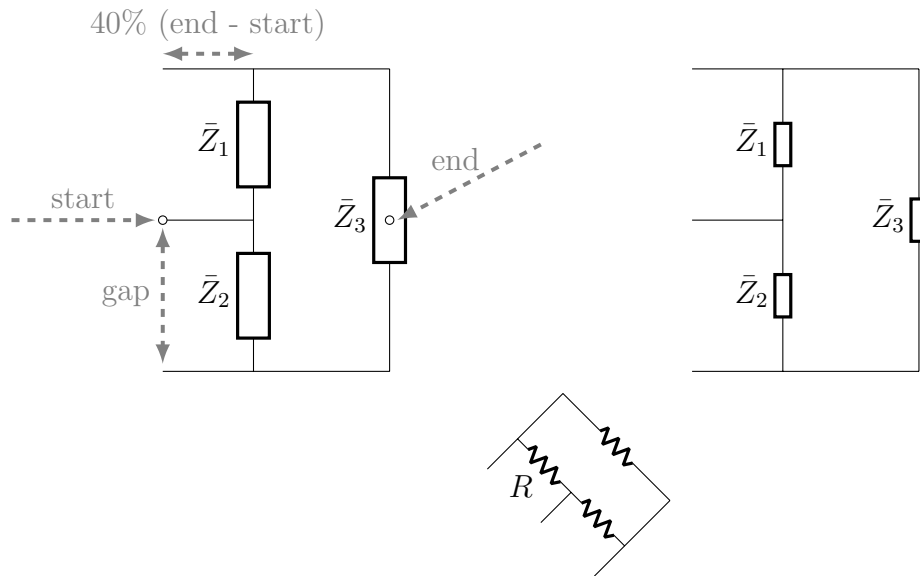 40% (end - start)
Z̄₁
start
end
Z̄₃
gap
Z̄₂
Z̄₁
Z̄₃
Z̄₂
R